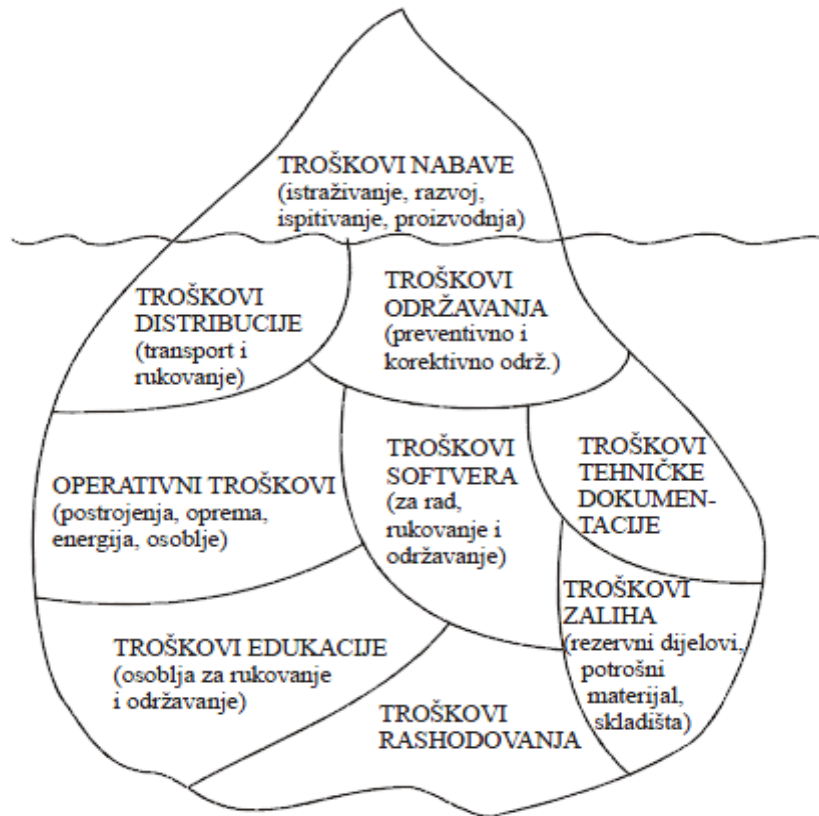 TROŠKOVI NABAVE
(istraživanje, razvoj,
ispitivanje, proizvodnja)
TROŠKOVI
DISTRIBUCIJE
(transport i
rukovanje)
TROŠKOVI
ODRŽAVANJA
(preventivno i
korektivno održ.)
OPERATIVNI TROŠKOVI
(postrojenja, oprema,
energija, osoblje)
TROŠKOVI
SOFTVERA
(za rad,
rukovanje i
održavanje)
TROŠKOVI
TEHNIČKE
DOKUMEN-
TACIJE
TROŠKOVI EDUKACIJE
(osoblja za rukovanje
i održavanje)
TROŠKOVI
RASHODOVANJA
TROŠKOVI
ZALIHA
(rezervni dijelovi,
potrošni
materijal,
skladišta)